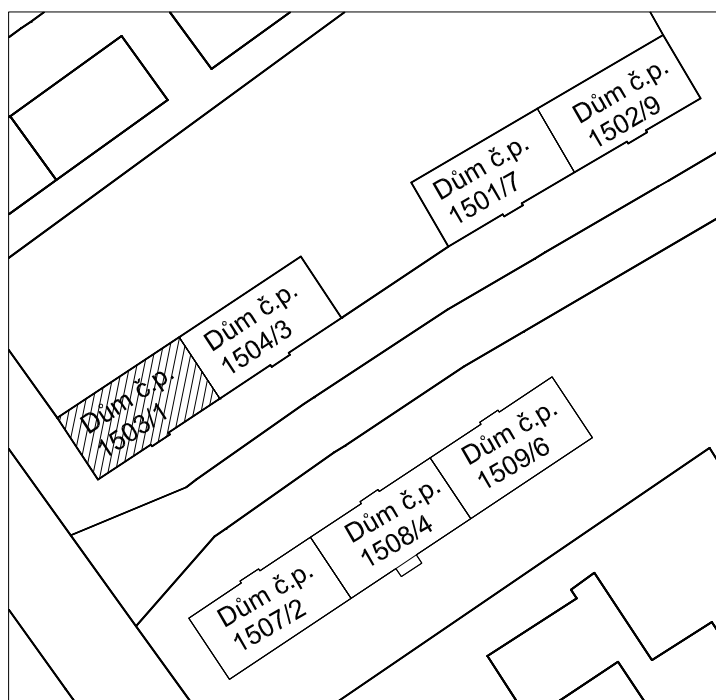 Dům č.p.
1502/9
Dům č.p.
1501/7
Dům č.p.
1504/3
Dům č.p.
1503/1
Dům č.p.
1509/6
Dům č.p.
1508/4
Dům č.p.
1507/2